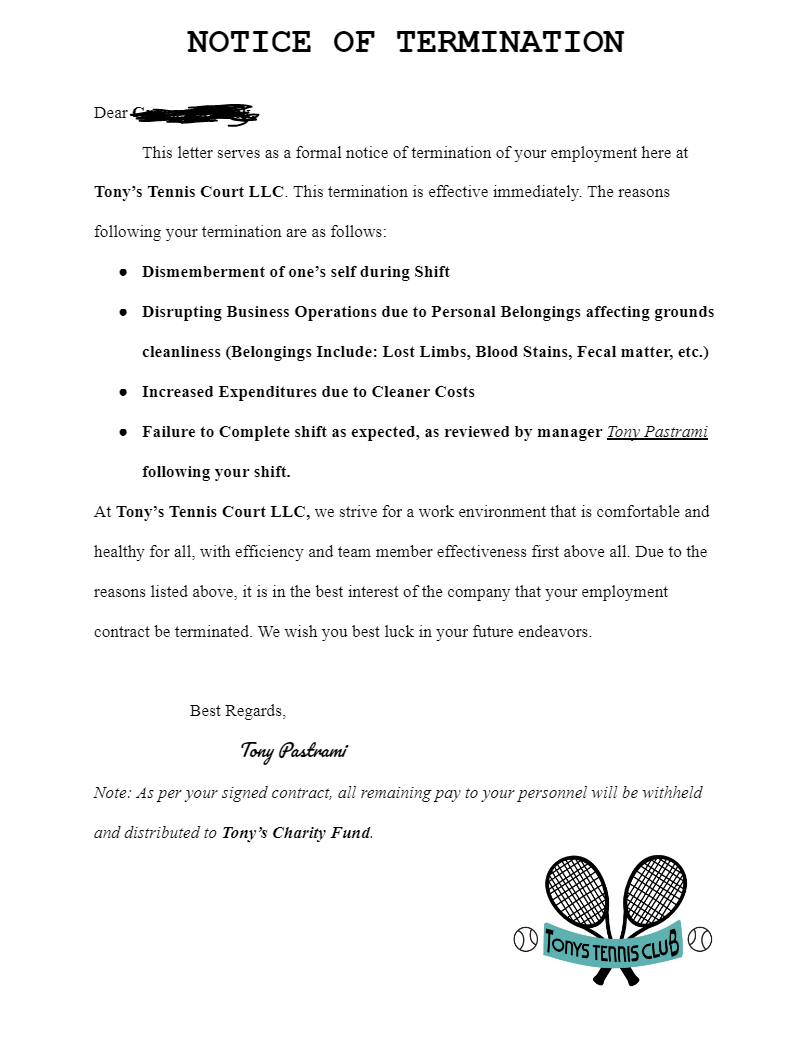 NOTICE OF TERMINATION
Dear
This letter serves as a formal notice of termination of your employment here at
Tony’s Tennis Court LLC. This termination is effective immediately. The reasons
following your termination are as follows:
● Dismemberment of one’s self during Shift
● Disrupting Business Operations due to Personal Belongings affecting grounds
cleanliness (Belongings Include: Lost Limbs, Blood Stains, Fecal matter, etc.)
● Increased Expenditures due to Cleaner Costs
● Failure to Complete shift as expected, as reviewed by manager Tony Pastrami
following your shift.
At Tony’s Tennis Court LLC, we strive for a work environment that is comfortable and
healthy for all, with efficiency and team member effectiveness first above all. Due to the
reasons listed above, it is in the best interest of the company that your employment
contract be terminated. We wish you best luck in your future endeavors.
Best Regards,
Tony Pastrami
Note: As per your signed contract, all remaining pay to your personnel will be withheld
and distributed to Tony’s Charity Fund.
TONYS TENNIS CLUB